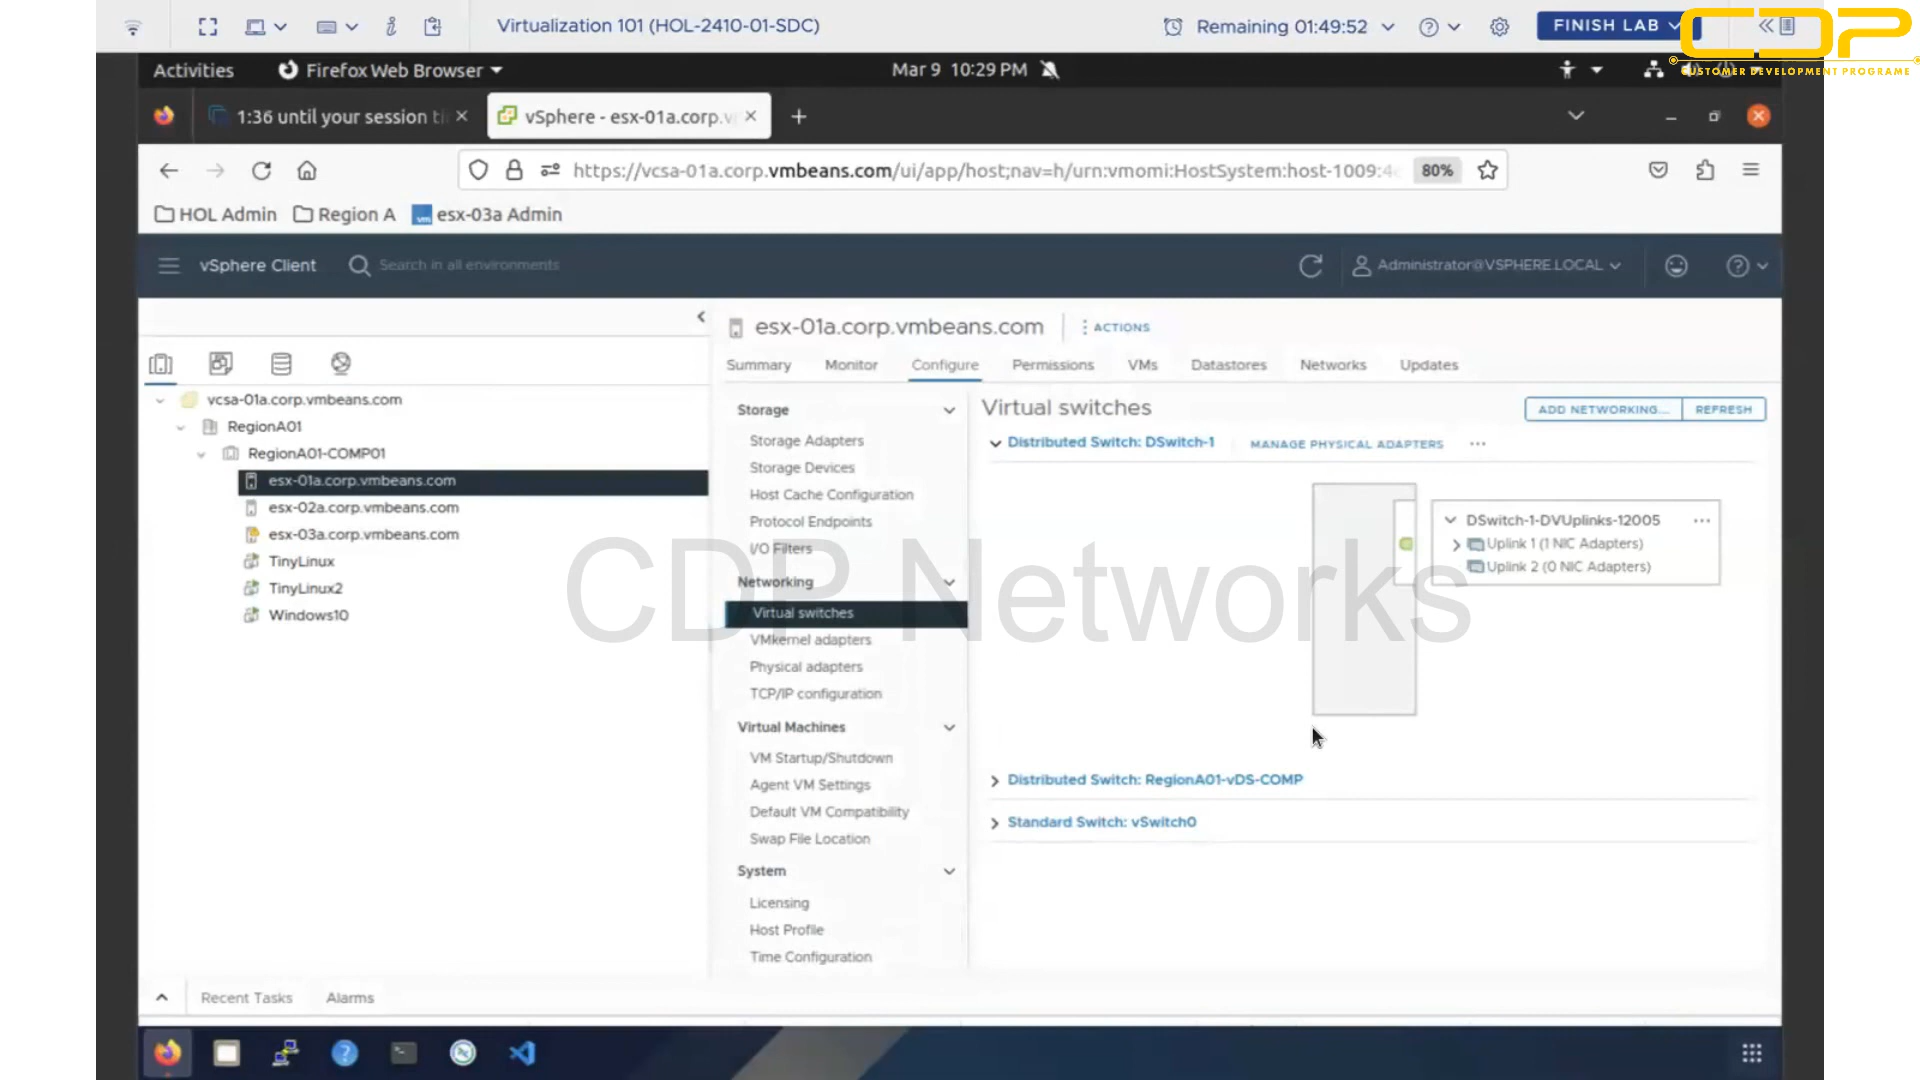 Virtualization 101 (HOL-2410-01-SDC)
Remaining 01:49:52
FINISH LAB
CDP
CUSTOMER DEVELOPMENT PROGRAME
Activities
Firefox Web Browser
Mar 9 10:29 PM
1:36 until your session ti
vSphere - esx-01a.corp.v
https://vcsa-01a.corp.vmbeans.com/ui/app/host;nav=h/urn:vmomi:HostSystem:host-1009:4
80%
HOL Admin
Region A
esx-03a Admin
vSphere Client
Search in all environments
Administrator@VSPHERE.LOCAL
esx-01a.corp.vmbeans.com
ACTIONS
Summary
Monitor
Configure
Permissions
VMs
Datastores
Networks
Updates
vcsa-01a.corp.vmbeans.com
RegionA01
RegionA01-COMP01
esx-01a.corp.vmbeans.com
esx-02a.corp.vmbeans.com
esx-03a.corp.vmbeans.com
TinyLinux
TinyLinux2
Windows10
Storage
Storage Adapters
Storage Devices
Host Cache Configuration
Protocol Endpoints
I/O Filters
Networking
Virtual switches
VMkernel adapters
Physical adapters
TCP/IP configuration
Virtual Machines
VM Startup/Shutdown
Agent VM Settings
Default VM Compatibility
Swap File Location
System
Licensing
Host Profile
Time Configuration
Virtual switches
ADD NETWORKING...
REFRESH
Distributed Switch: DSwitch-1
MANAGE PHYSICAL ADAPTERS
DSwitch-1-DVUplinks-12005
Uplink 1 (1 NIC Adapters)
Uplink 2 (0 NIC Adapters)
Distributed Switch: RegionA01-vDS-COMP
Standard Switch: vSwitch0
CDP Networks
Recent Tasks
Alarms